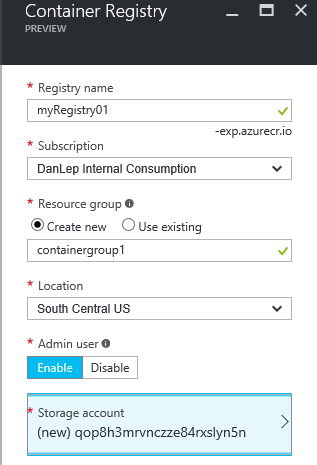 Container Registry
PREVIEW
* Registry name
myRegistry01
-exp.azurecr.io
* Subscription
DanLep Internal Consumption
* Resource group
Create new Use existing
containergroup1
* Location
South Central US
* Admin user
Enable Disable
* Storage account
(new) qop8h3mrvnczze84rxslyn5n